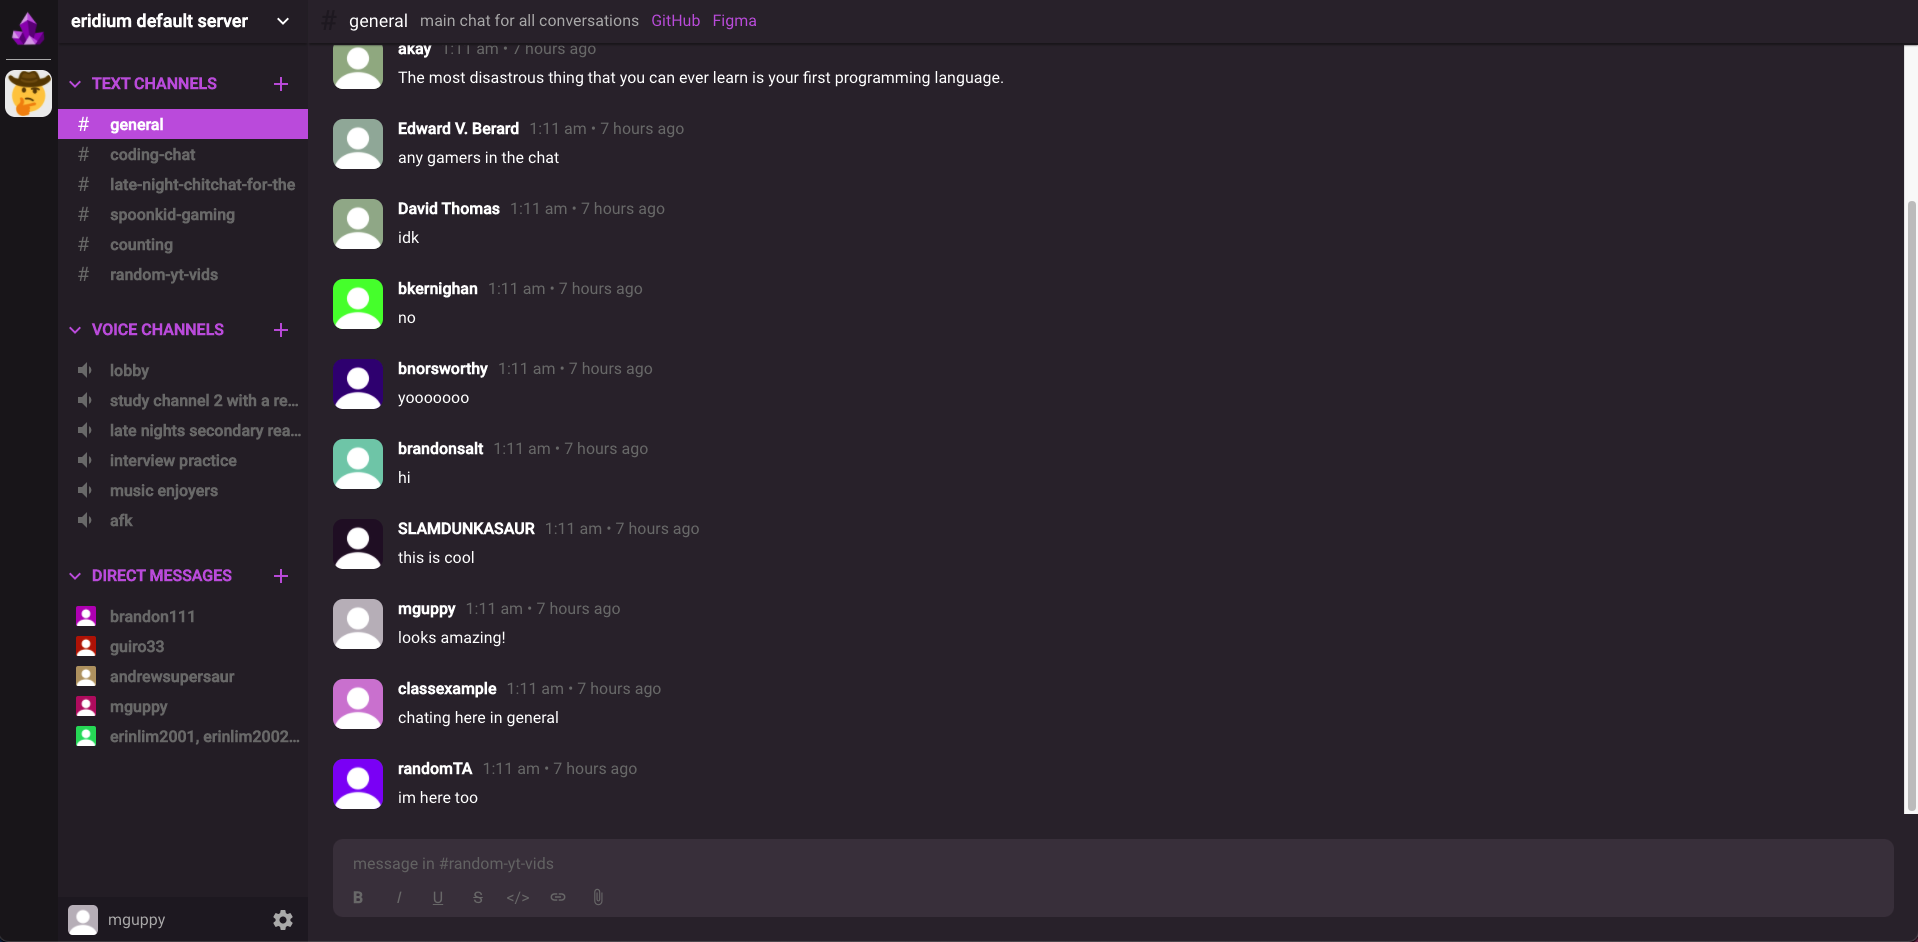 eridium default server
# general main chat for all conversations GitHub Figma
TEXT CHANNELS +
# general
# coding-chat
# late-night-chitchat-for-the
# spoonkid-gaming
# counting
# random-yt-vids
VOICE CHANNELS +
lobby
study channel 2 with a re...
late nights secondary rea...
interview practice
music enjoyers
afk
DIRECT MESSAGES +
brandon111
guiro33
andrewsupersaur
mguppy
erinlim2001, erinlim2002...
mguppy
akay 1:11 am • 7 hours ago
The most disastrous thing that you can ever learn is your first programming language.
Edward V. Berard 1:11 am • 7 hours ago
any gamers in the chat
David Thomas 1:11 am • 7 hours ago
idk
bkernighan 1:11 am • 7 hours ago
no
bnorsworthy 1:11 am • 7 hours ago
yooooooo
brandonsalt 1:11 am • 7 hours ago
hi
SLAMDUNKASAUR 1:11 am • 7 hours ago
this is cool
mguppy 1:11 am • 7 hours ago
looks amazing!
classexample 1:11 am • 7 hours ago
chating here in general
randomTA 1:11 am • 7 hours ago
im here too
message in #random-yt-vids
B I U S </>